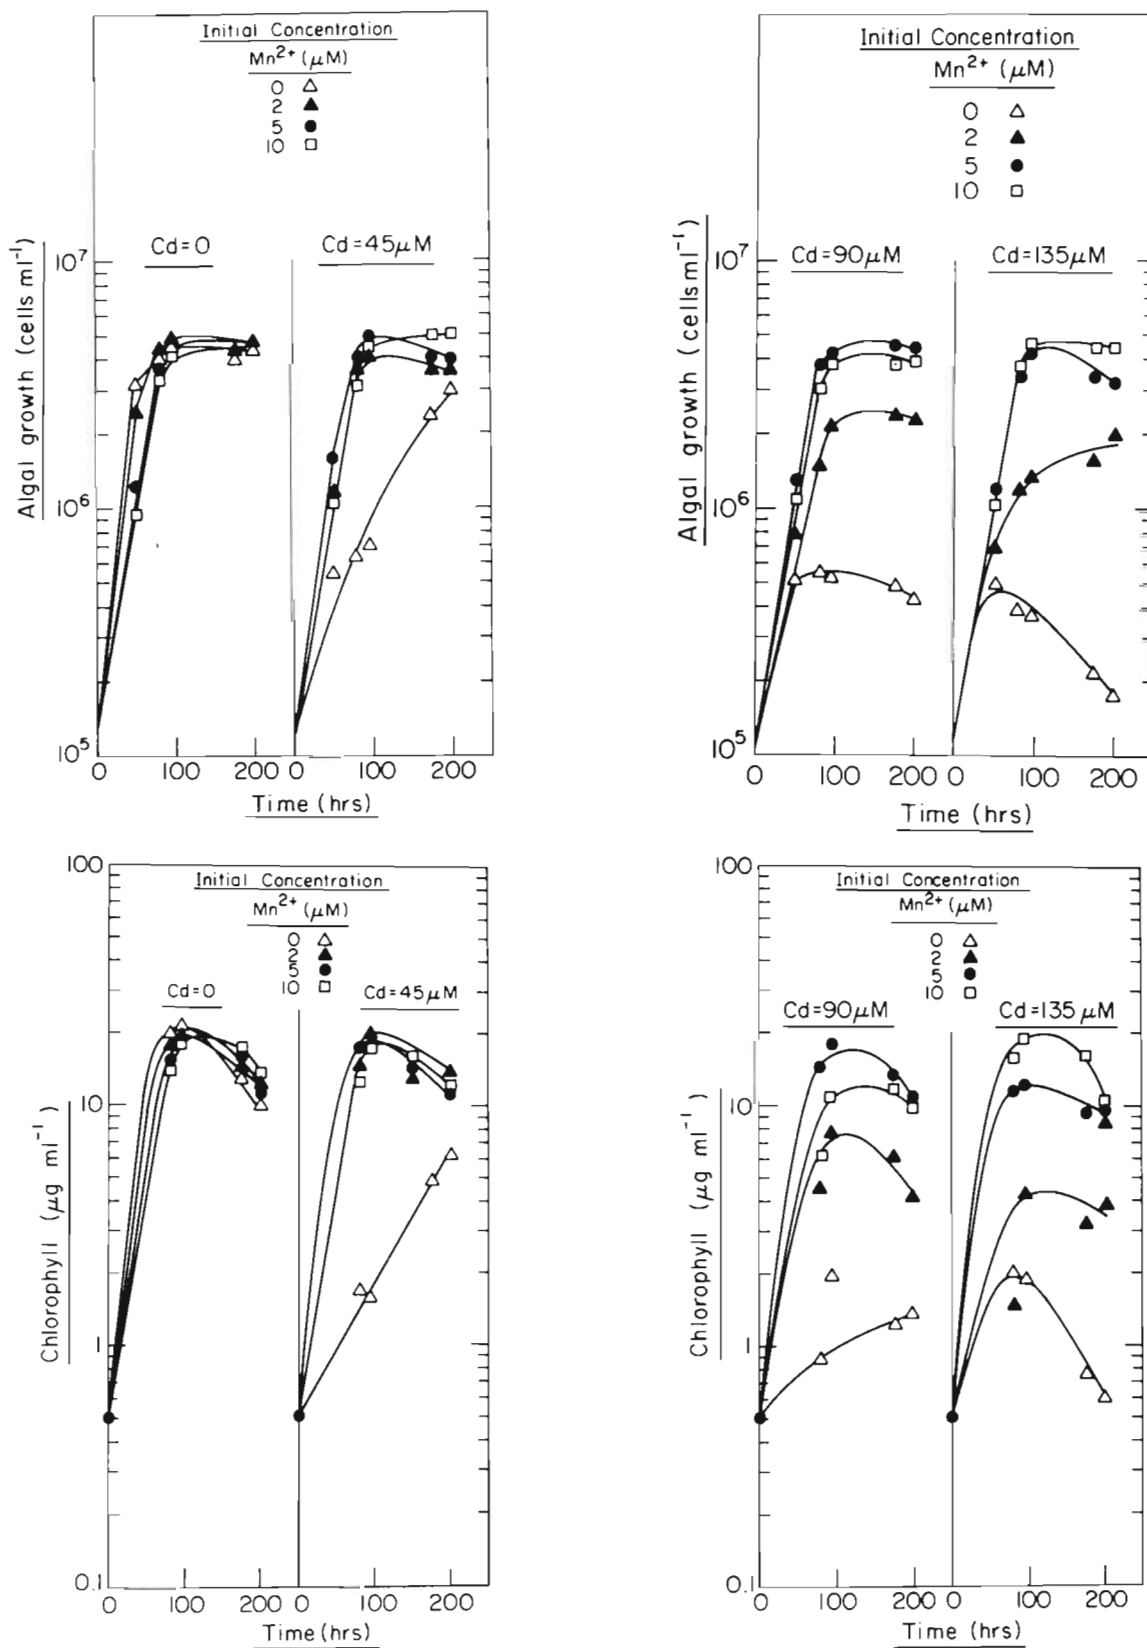 Initial Concentration
Mn²⁺ (μM)
0 △
2 ▲
5 ●
10 □
Cd=0
Cd=45μM
Algal growth (cells ml⁻¹)
10⁷
10⁶
10⁵
0 100 200 0 100 200
Time (hrs)
Initial Concentration
Mn²⁺ (μM)
0 △
2 ▲
5 ●
10 □
Cd=90μM
Cd=135μM
Algal growth (cells ml⁻¹)
10⁷
10⁶
10⁵
0 100 200 0 100 200
Time (hrs)
Initial Concentration
Mn²⁺ (μM)
0 △
2 ▲
5 ●
10 □
Cd=0
Cd=45μM
Chlorophyll (μg ml⁻¹)
100
10
1
0.1
0 100 200 0 100 200
Time (hrs)
Initial Concentration
Mn²⁺ (μM)
0 △
2 ▲
5 ●
10 □
Cd=90μM
Cd=135μM
Chlorophyll (μg ml⁻¹)
100
10
1
0.1
0 100 200 0 100 200
Time (hrs)